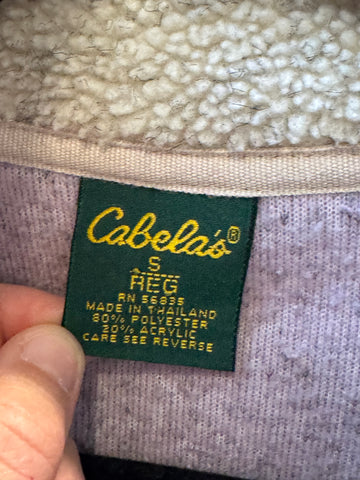 Cabela's®
S
REG
RN 56835
MADE IN THAILAND
80% POLYESTER
20% ACRYLIC
CARE SEE REVERSE